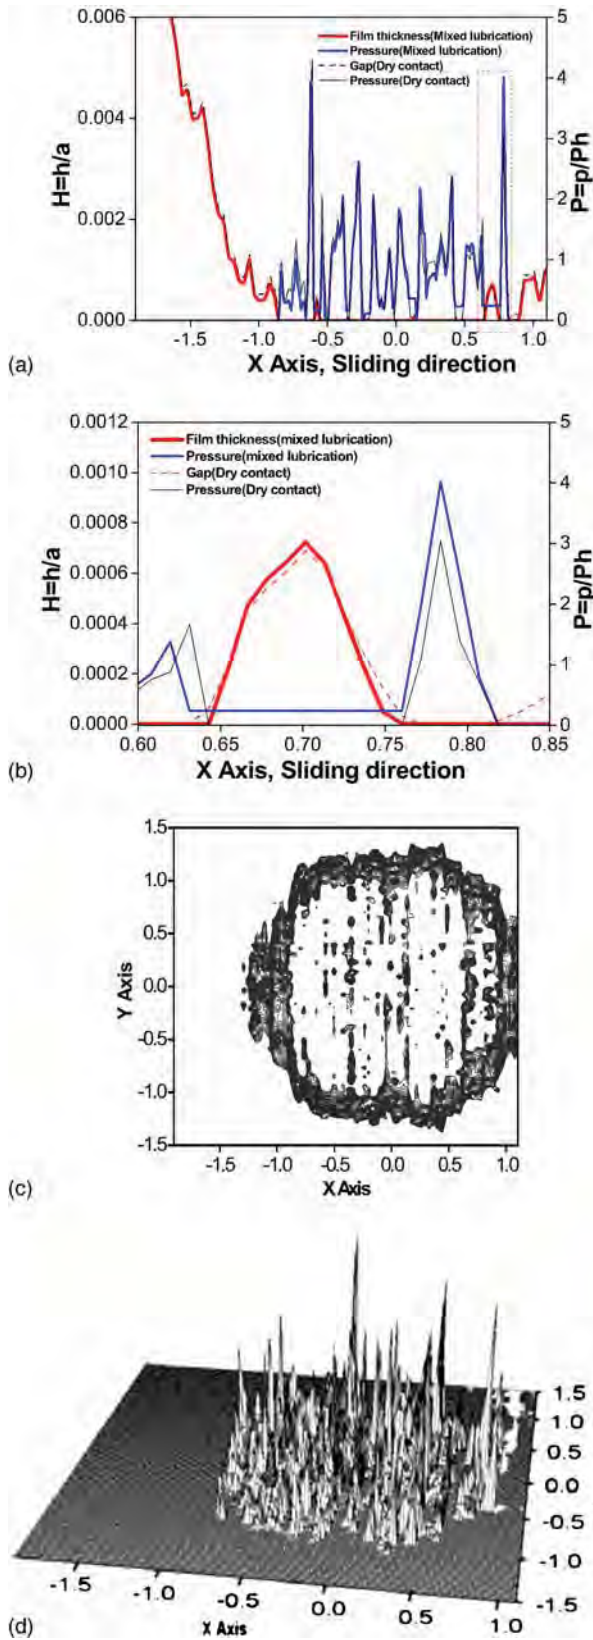 0.006
0.004
0.002
0.000
H=h/a
Film thickness(Mixed lubrication)
Pressure(Mixed lubrication)
Gap(Dry contact)
Pressure(Dry contact)
5
4
3
2
1
0
P=p/Ph
-1.5 -1.0 -0.5 0.0 0.5 1.0
X Axis, Sliding direction
(a)
0.0012
0.0010
0.0008
0.0006
0.0004
0.0002
0.0000
H=h/a
Film thickness(mixed lubrication)
Pressure(mixed lubrication)
Gap(Dry contact)
Pressure(Dry contact)
5
4
3
2
1
0
P=p/Ph
0.60 0.65 0.70 0.75 0.80 0.85
X Axis, Sliding direction
(b)
1.5
1.0
0.5
0.0
-0.5
-1.0
-1.5
Y Axis
-1.5 -1.0 -0.5 0.0 0.5 1.0
X Axis
(c)
1.5
1.0
0.5
0.0
-0.5
-1.0
-1.5
-1.5 -1.0 -0.5 0.0 0.5 1.0
X Axis
(d)